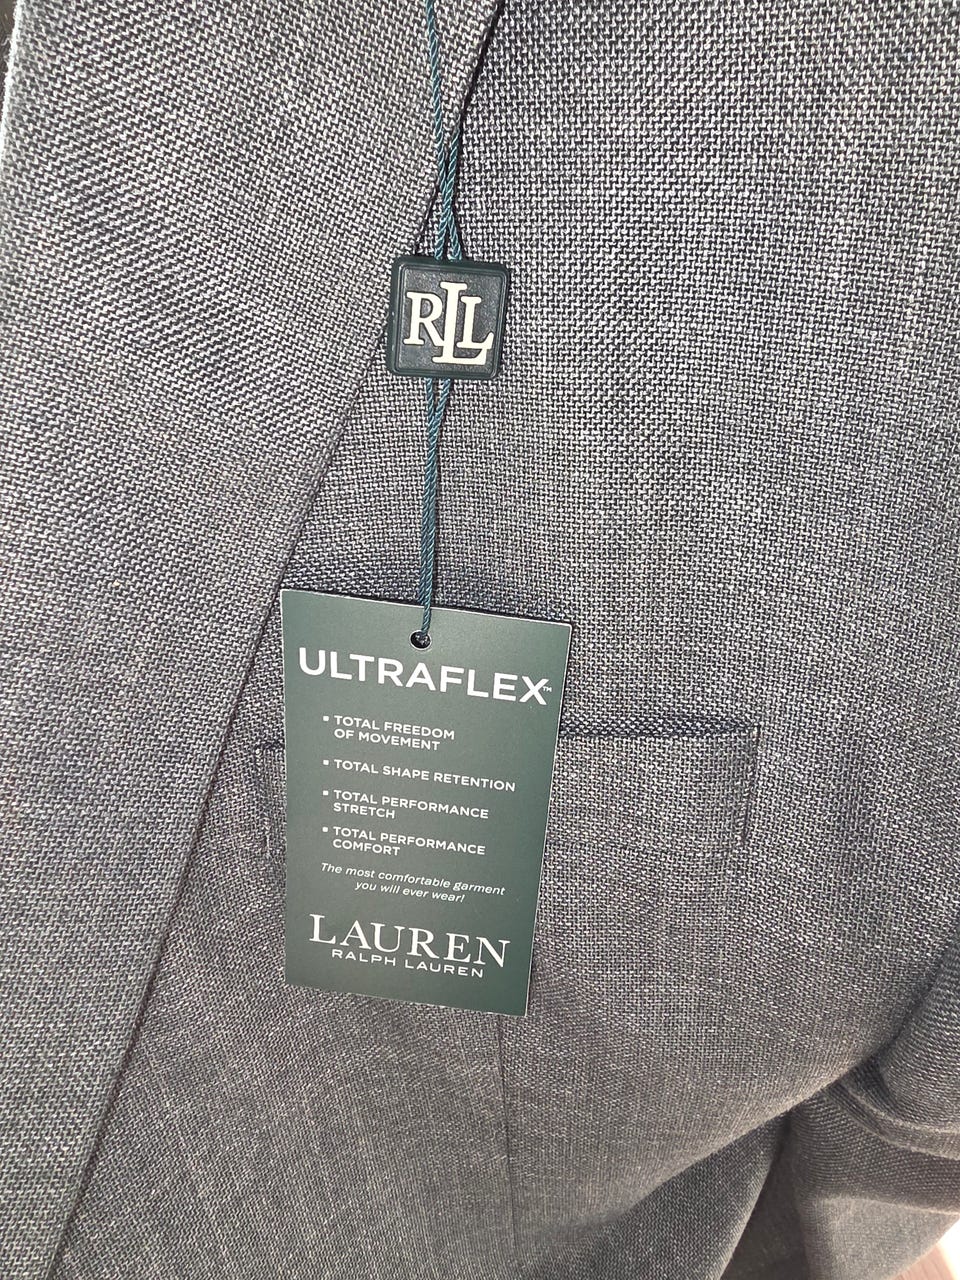 RLL
ULTRAFLEX™
▪ TOTAL FREEDOM
OF MOVEMENT
▪ TOTAL SHAPE RETENTION
▪ TOTAL PERFORMANCE
STRETCH
▪ TOTAL PERFORMANCE
COMFORT
The most comfortable garment
you will ever wear!
LAUREN
RALPH LAUREN